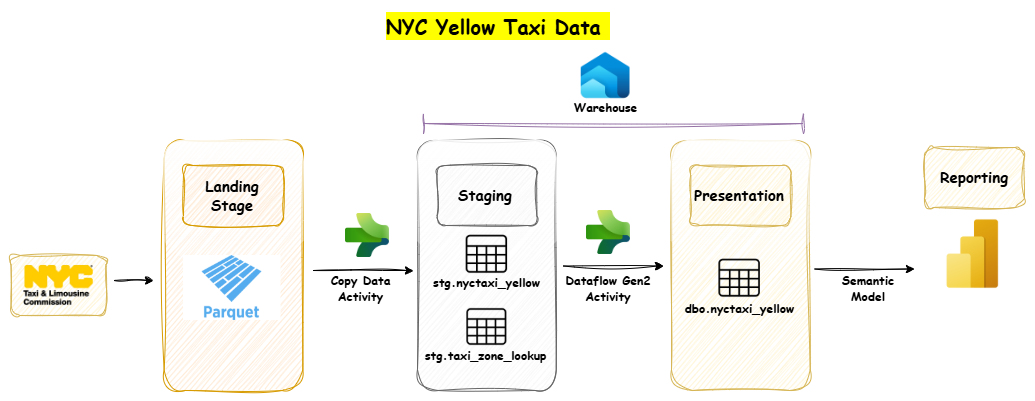 NYC Yellow Taxi Data
Warehouse
Landing
Stage
Staging
Presentation
Reporting
NYC
Taxi & Limousine
Commission
Parquet
Copy Data
Activity
stg.nyctaxi_yellow
stg.taxi_zone_lookup
Dataflow Gen2
Activity
dbo.nyctaxi_yellow
Semantic
Model